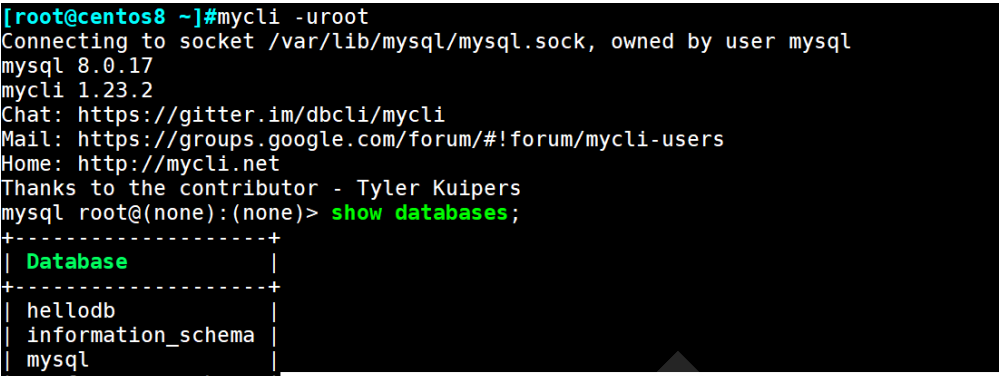 [root@centos8 ~]#mycli -uroot
Connecting to socket /var/lib/mysql/mysql.sock, owned by user mysql
mysql 8.0.17
mycli 1.23.2
Chat: https://gitter.im/dbcli/mycli
Mail: https://groups.google.com/forum/#!forum/mycli-users
Home: http://mycli.net
Thanks to the contributor - Tyler Kuipers
mysql root@(none):(none)> show databases;
+--------------------+
| Database           |
+--------------------+
| hellodb            |
| information_schema |
| mysql              |